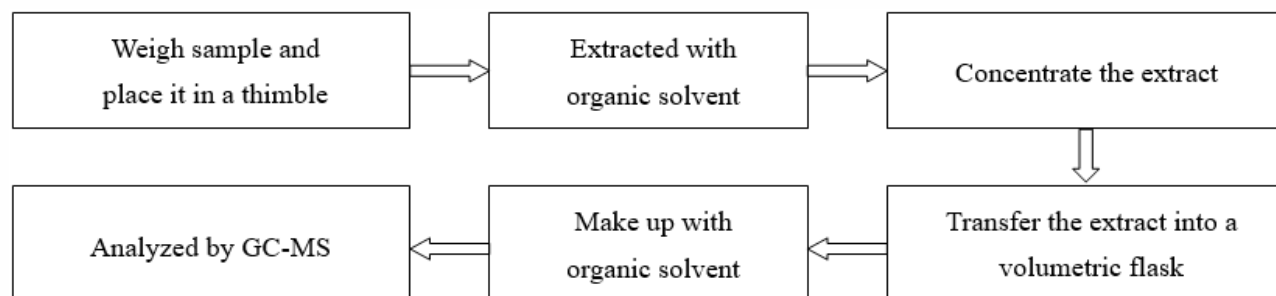 Weigh sample and
place it in a thimble
Extracted with
organic solvent
Concentrate the extract
Transfer the extract into a
volumetric flask
Make up with
organic solvent
Analyzed by GC-MS